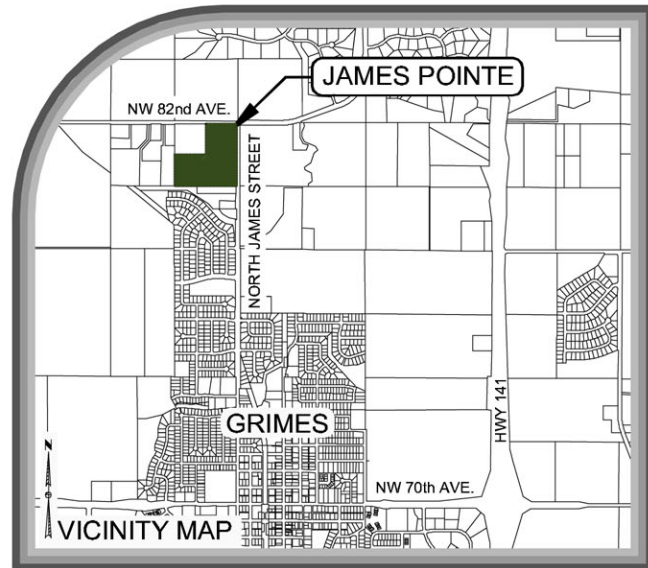 JAMES POINTE
NW 82nd AVE.
NORTH JAMES STREET
GRIMES
HWY 141
NW 70th AVE.
N
VICINITY MAP